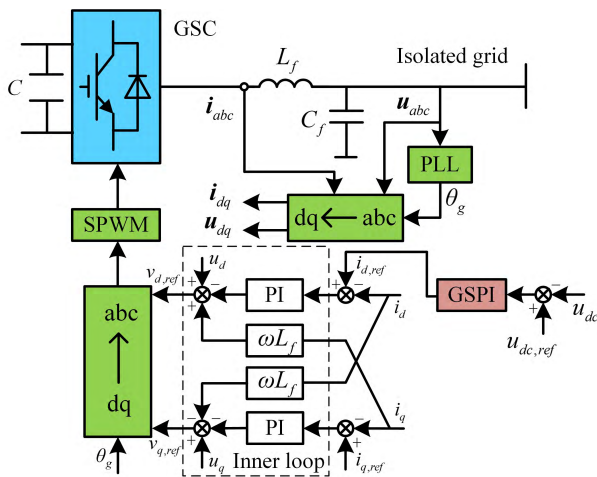 GSC
C
L_f
Isolated grid
i_abc
C_f
u_abc
PLL
i_dq
u_dq
dq ← abc
θ_g
SPWM
u_d
i_d,ref
v_d,ref
+
−
+
PI
+
−
GSPI
−
+
abc
i_d
u_dc
ωL_f
u_dc,ref
ωL_f
dq
i_q
−
−
+
PI
−
+
v_q,ref
θ_g
u_q
Inner loop
i_q,ref